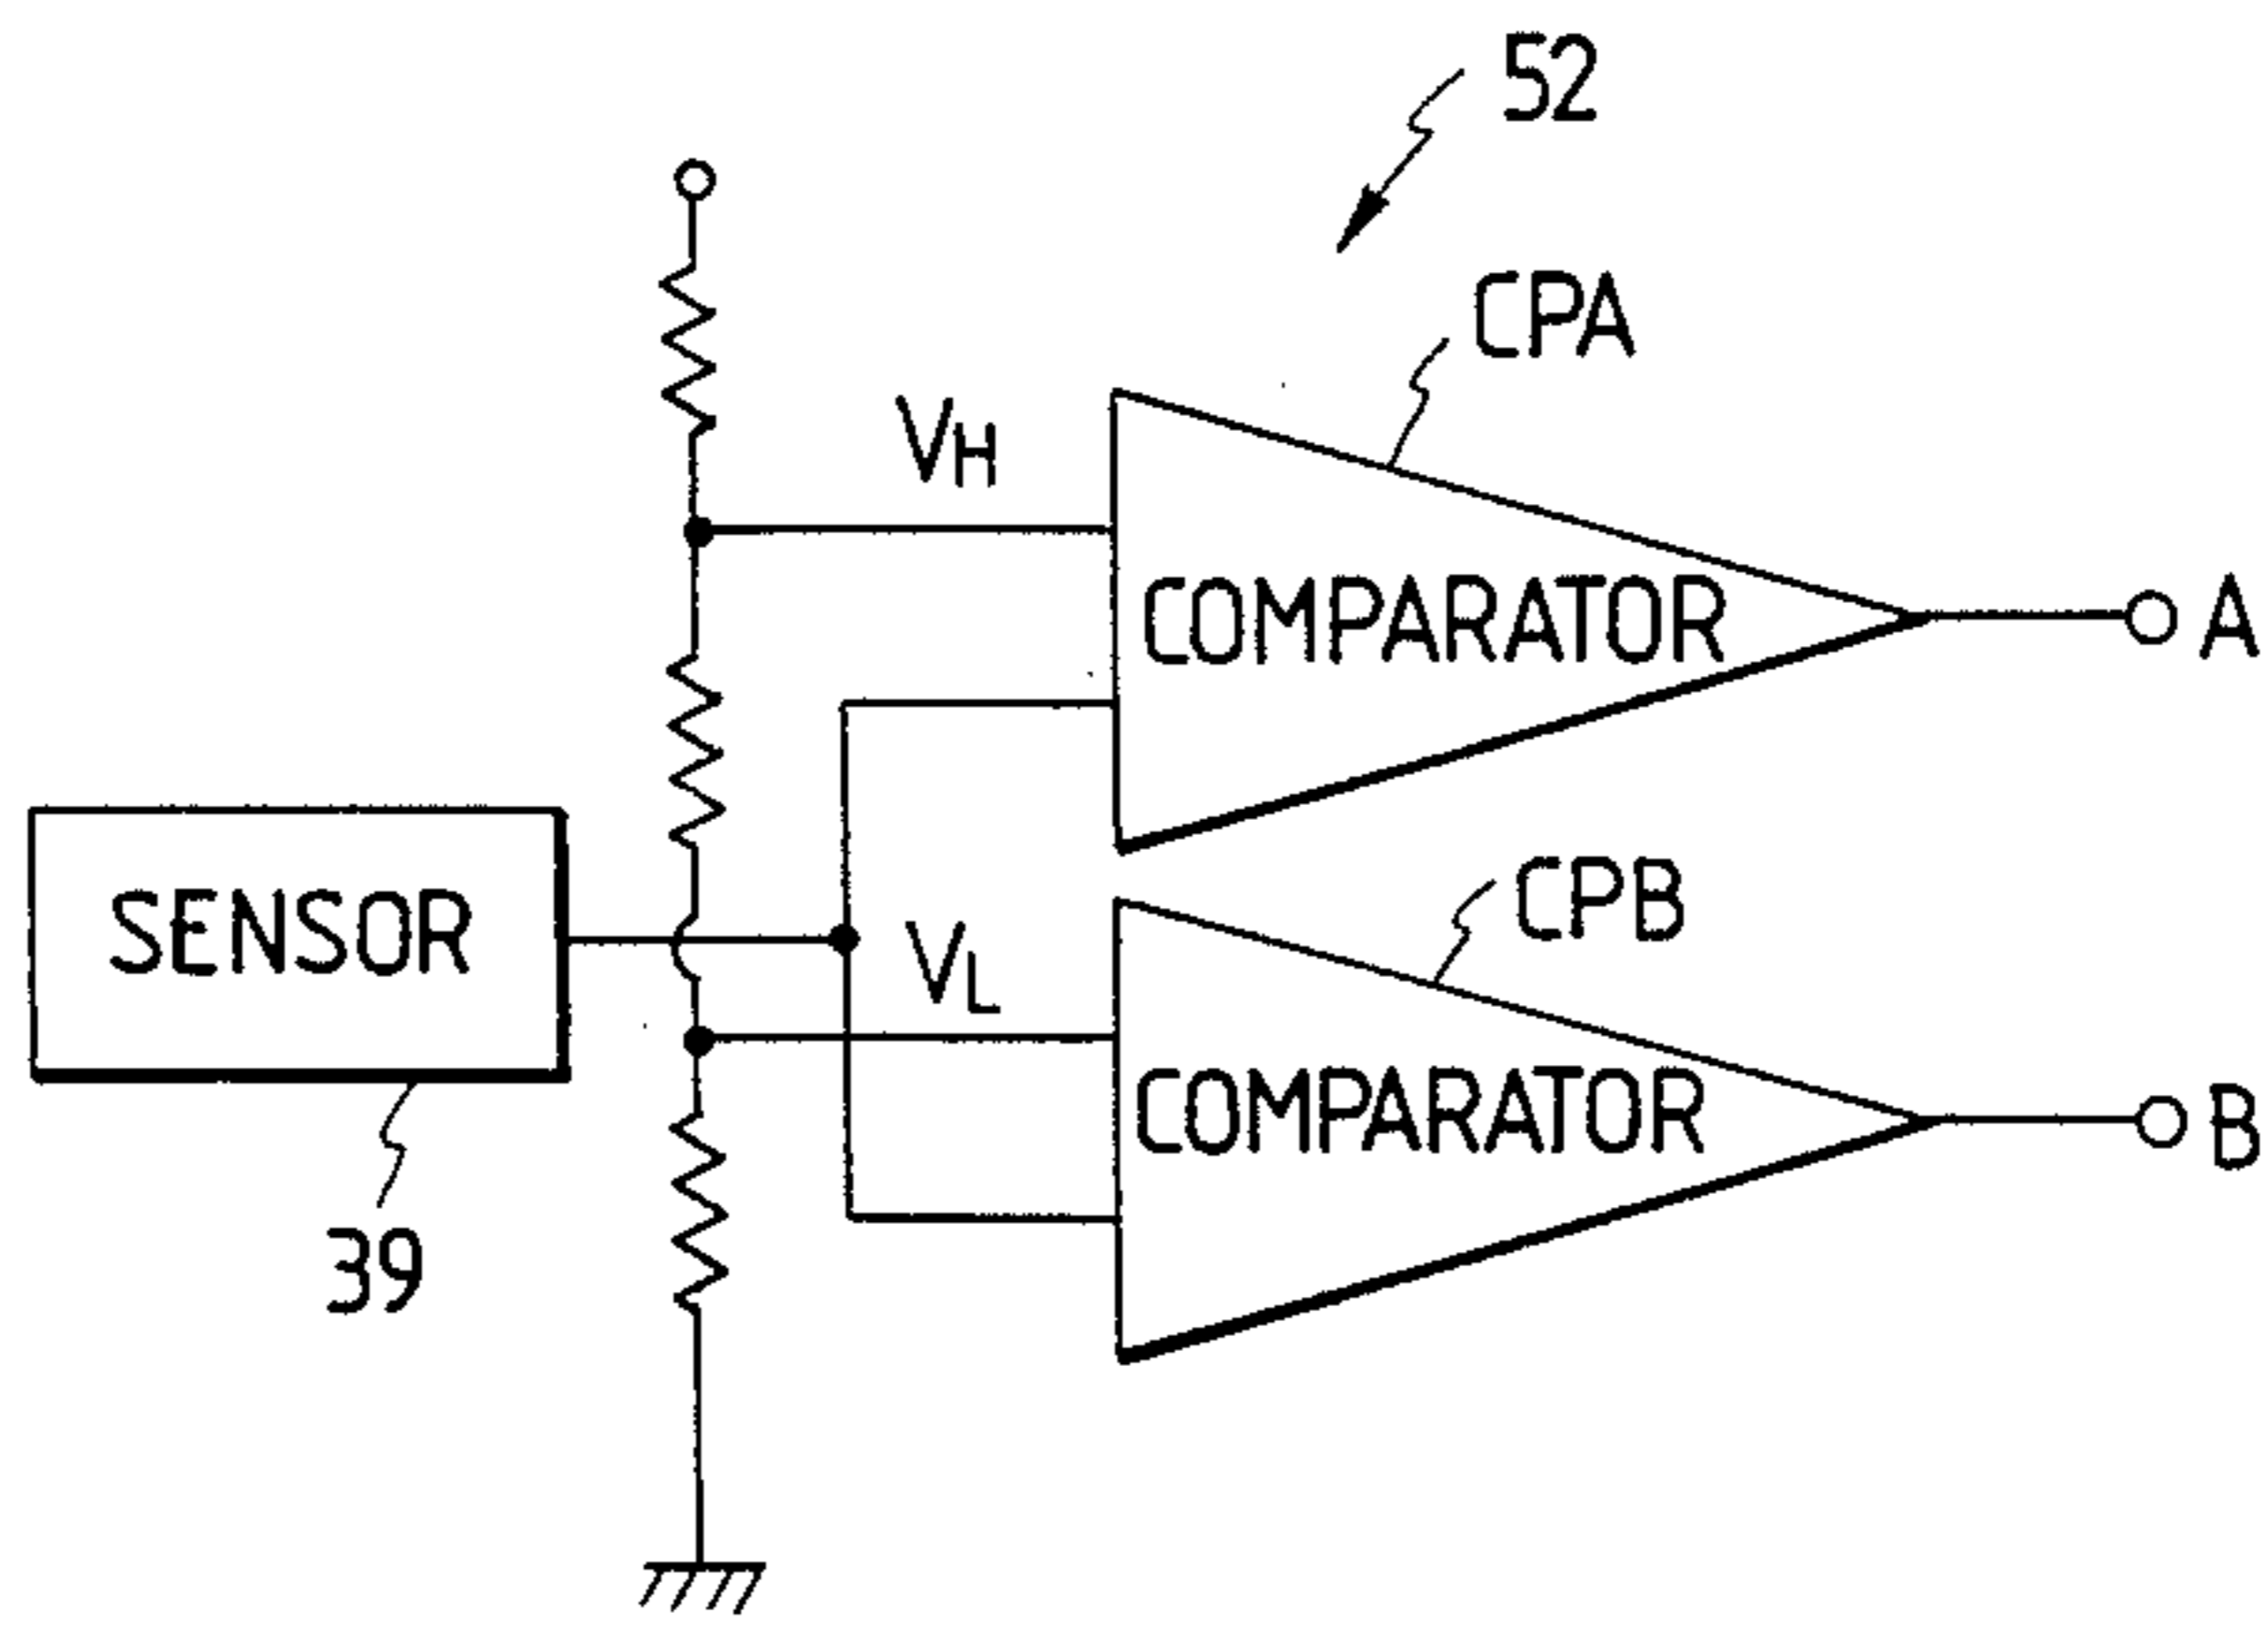 52
CPA
VH
COMPARATOR
A
SENSOR
CPB
VL
COMPARATOR
B
39